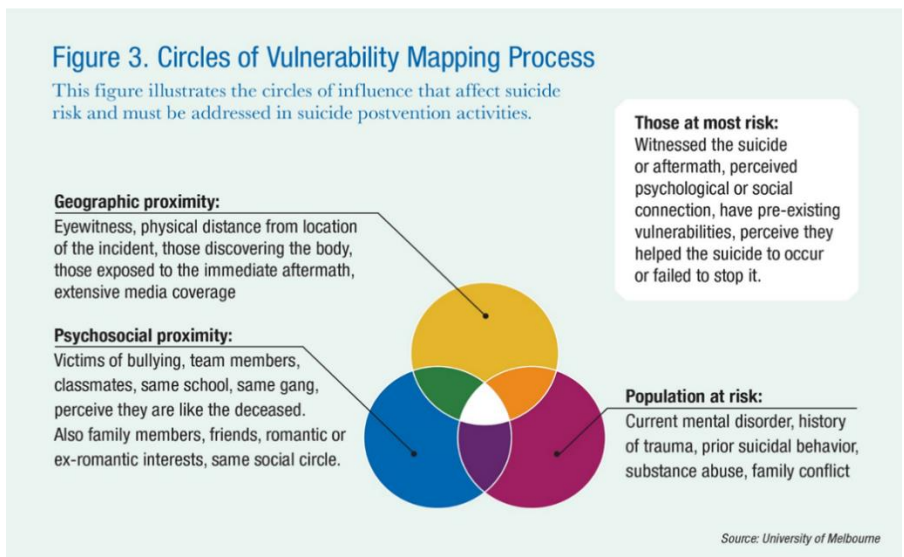 Figure 3. Circles of Vulnerability Mapping Process
This figure illustrates the circles of influence that affect suicide
risk and must be addressed in suicide postvention activities.
Those at most risk:
Witnessed the suicide
or aftermath, perceived
psychological or social
connection, have pre-existing
vulnerabilities, perceive they
helped the suicide to occur
or failed to stop it.
Geographic proximity:
Eyewitness, physical distance from location
of the incident, those discovering the body,
those exposed to the immediate aftermath,
extensive media coverage
Psychosocial proximity:
Victims of bullying, team members,
classmates, same school, same gang,
perceive they are like the deceased.
Also family members, friends, romantic or
ex-romantic interests, same social circle.
Population at risk:
Current mental disorder, history
of trauma, prior suicidal behavior,
substance abuse, family conflict
Source: University of Melbourne